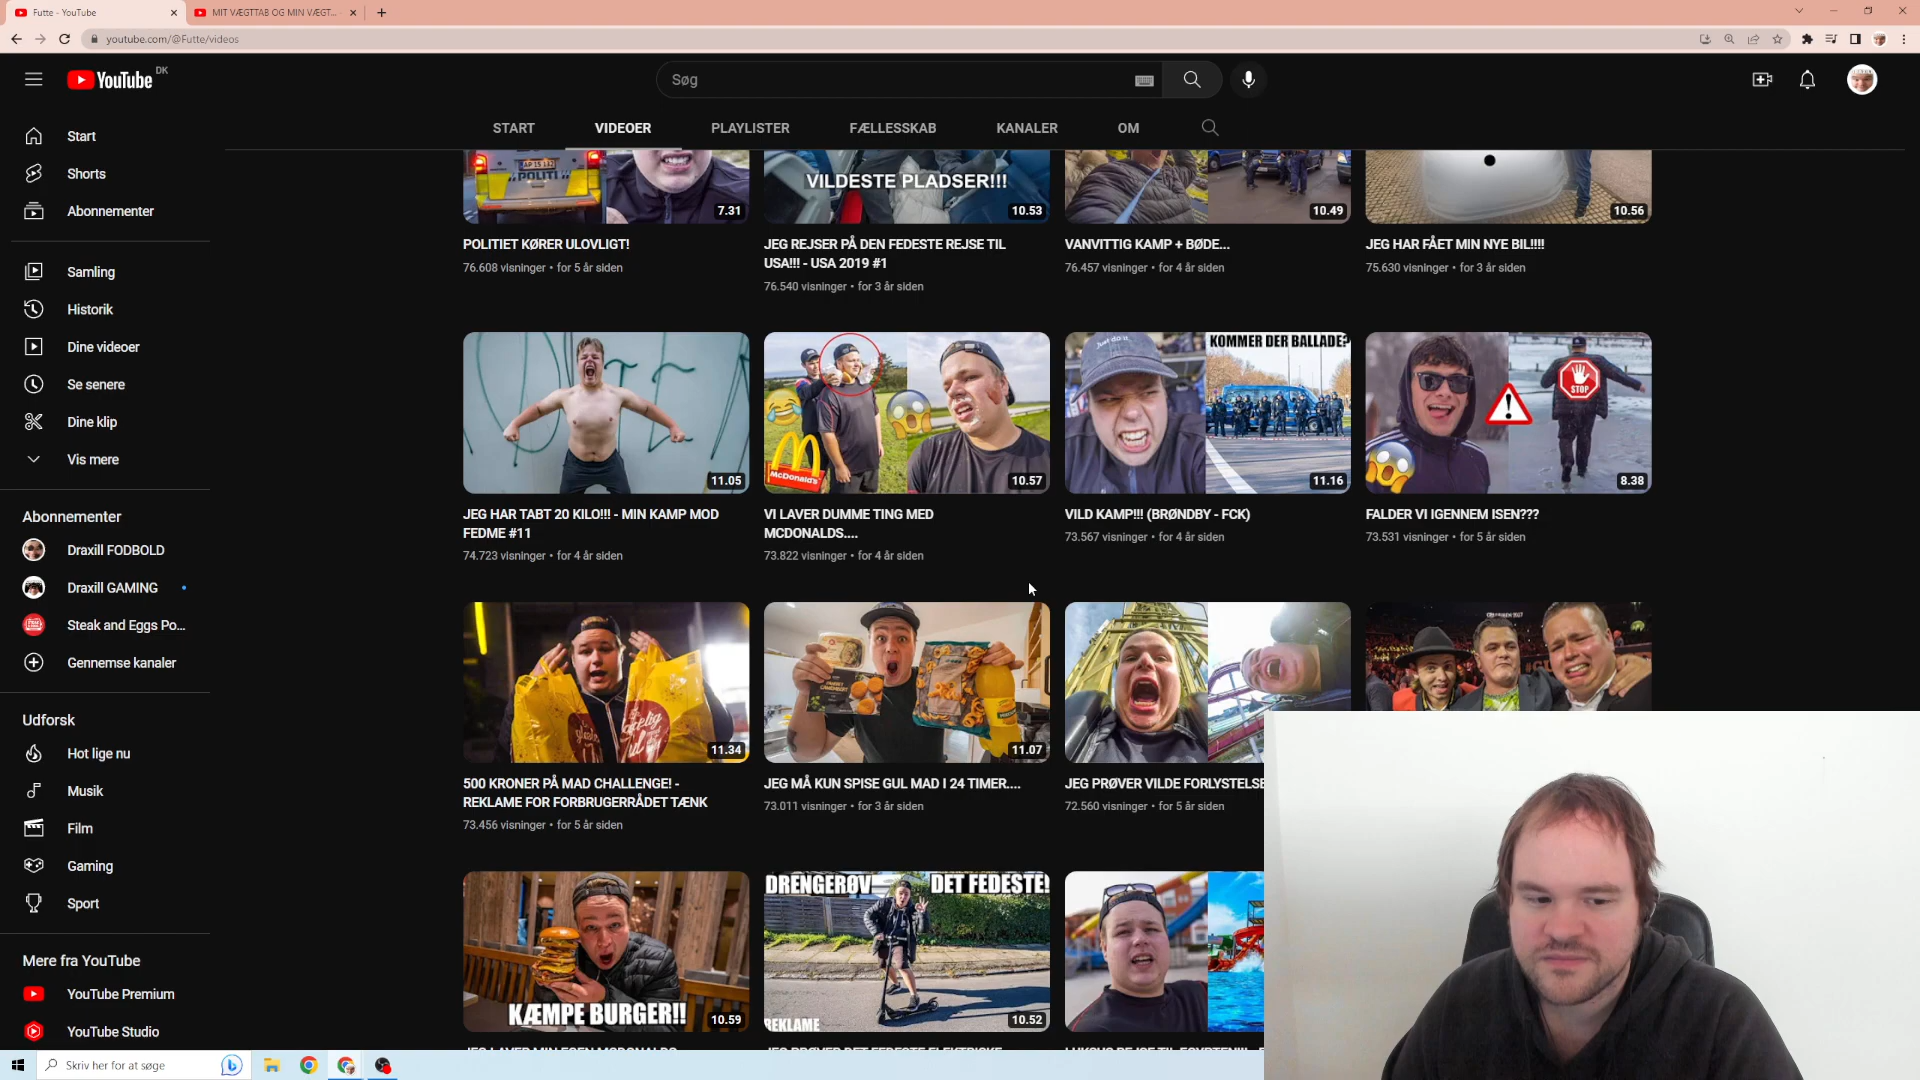 Futte - YouTube
MIT VÆGTTAB OG MIN VÆGT...
youtube.com/@Futte/videos
YouTube DK
Søg
START VIDEOER PLAYLISTER FÆLLESSKAB KANALER OM
Start
Shorts
Abonnementer
Samling
Historik
Dine videoer
Se senere
Dine klip
Vis mere
Abonnementer
Draxill FODBOLD
Draxill GAMING
Steak and Eggs Po...
Gennemse kanaler
Udforsk
Hot lige nu
Musik
Film
Gaming
Sport
Mere fra YouTube
YouTube Premium
YouTube Studio
AP 15 132
POLITI
7.31
VILDESTE PLADSER!!!
10.53
10.49
10.56
POLITIET KØRER ULOVLIGT!
76.608 visninger • for 5 år siden
JEG REJSER PÅ DEN FEDESTE REJSE TIL
USA!!! - USA 2019 #1
76.540 visninger • for 3 år siden
VANVITTIG KAMP + BØDE...
76.457 visninger • for 4 år siden
JEG HAR FÅET MIN NYE BIL!!!!
75.630 visninger • for 3 år siden
11.05
McDonald's
10.57
Just do it.
KOMMER DER BALLADE?
11.16
STOP
8.38
JEG HAR TABT 20 KILO!!! - MIN KAMP MOD
FEDME #11
74.723 visninger • for 4 år siden
VI LAVER DUMME TING MED
MCDONALDS....
73.822 visninger • for 4 år siden
VILD KAMP!!! (BRØNDBY - FCK)
73.567 visninger • for 4 år siden
FALDER VI IGENNEM ISEN???
73.531 visninger • for 5 år siden
11.34
11.07
500 KRONER PÅ MAD CHALLENGE! -
REKLAME FOR FORBRUGERRÅDET TÆNK
73.456 visninger • for 5 år siden
JEG MÅ KUN SPISE GUL MAD I 24 TIMER....
73.011 visninger • for 3 år siden
JEG PRØVER VILDE FORLYSTELSE
72.560 visninger • for 5 år siden
KÆMPE BURGER!!
10.59
DRENGERØV DET FEDESTE!
REKLAME
10.52
Skriv her for at søge